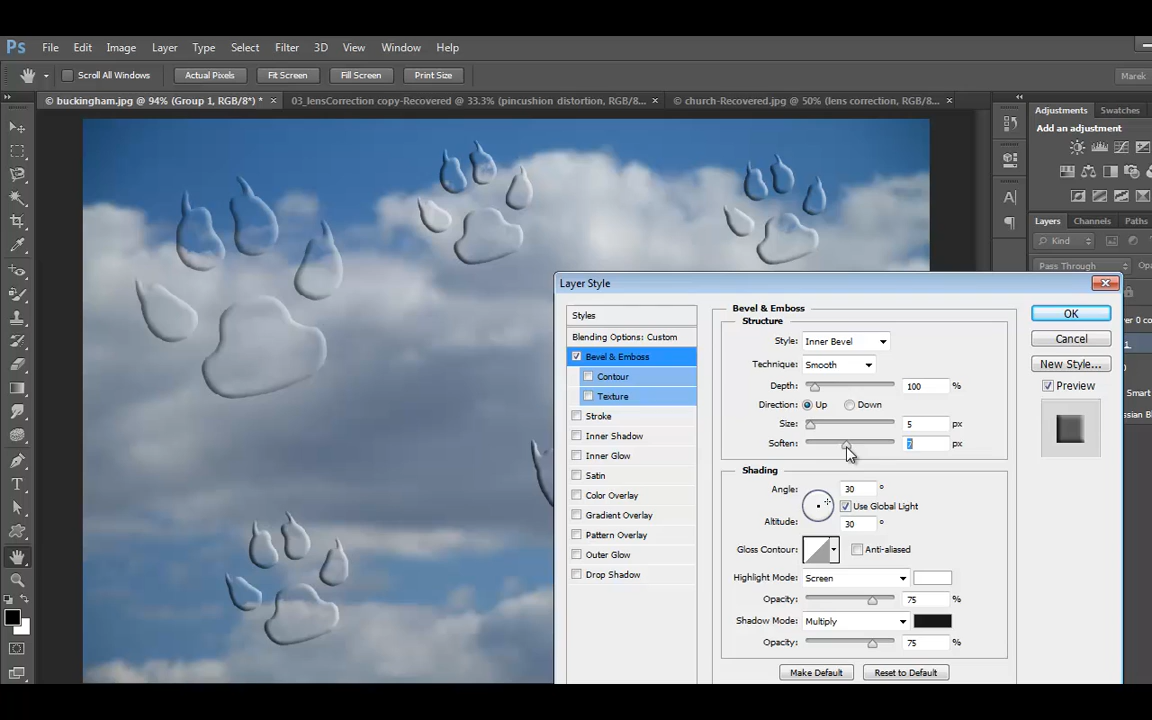 Ps File Edit Image Layer Type Select Filter 3D View Window Help
Scroll All Windows Actual Pixels Fit Screen Fill Screen Print Size Marek
buckingham.jpg @ 94% (Group 1, RGB/8*) * × 03_lensCorrection copy-Recovered @ 33.3% (pincushion distortion, RGB/8... × © church-Recovered.jpg @ 50% (lens correction, RGB/8*) ×
Adjustments Swatches
Add an adjustment
Layers Channels Paths
Kind
Pass Through
Layer Style
Styles
Blending Options: Custom
Bevel & Emboss
Contour
Texture
Stroke
Inner Shadow
Inner Glow
Satin
Color Overlay
Gradient Overlay
Pattern Overlay
Outer Glow
Drop Shadow
Bevel & Emboss
Structure
Style: Inner Bevel
Technique: Smooth
Depth: 100 %
Direction: Up Down
Size: 5 px
Soften: 7 px
Shading
Angle: 30 °
Use Global Light
Altitude: 30 °
Gloss Contour: Anti-aliased
Highlight Mode: Screen
Opacity: 75 %
Shadow Mode: Multiply
Opacity: 75 %
Make Default Reset to Default
OK
Cancel
New Style...
Preview
Smart